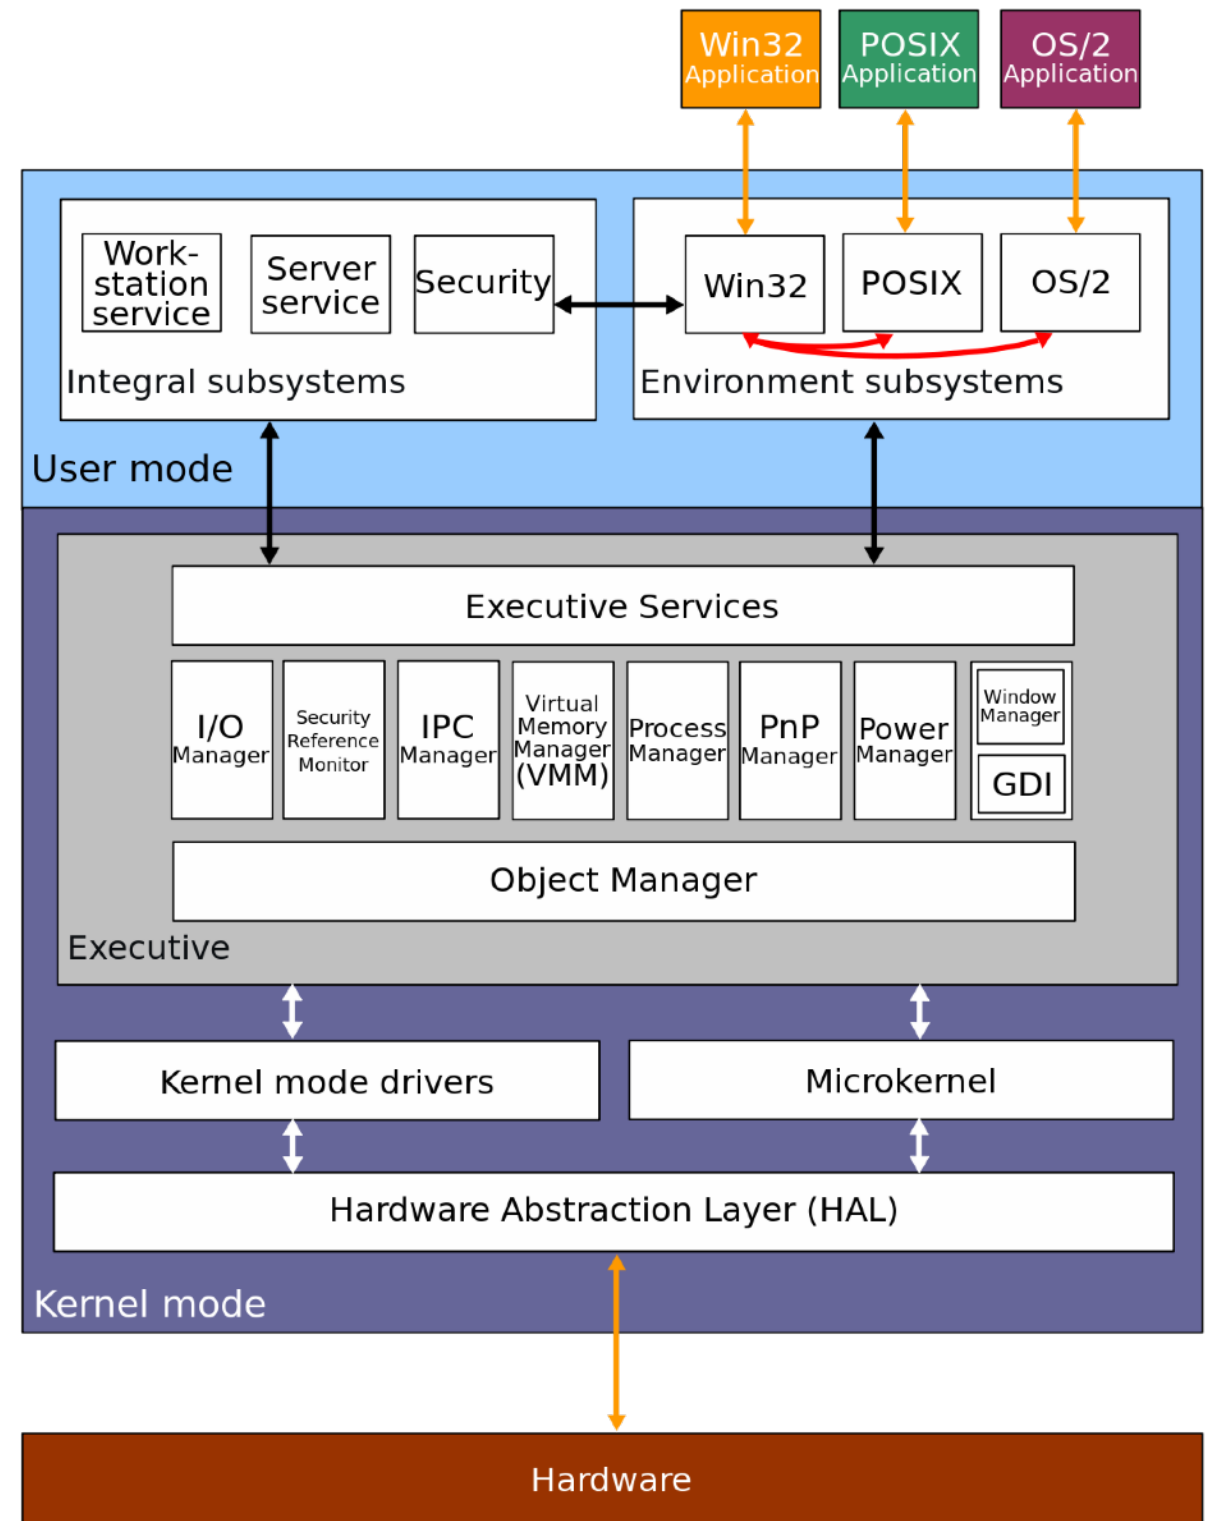 Win32
Application
POSIX
Application
OS/2
Application
Work-
station
service
Server
service
Security
Integral subsystems
Win32
POSIX
OS/2
Environment subsystems
User mode
Executive Services
I/O
Manager
Security
Reference
Monitor
IPC
Manager
Virtual
Memory
Manager
(VMM)
Process
Manager
PnP
Manager
Power
Manager
Window
Manager
GDI
Object Manager
Executive
Kernel mode drivers
Microkernel
Hardware Abstraction Layer (HAL)
Kernel mode
Hardware